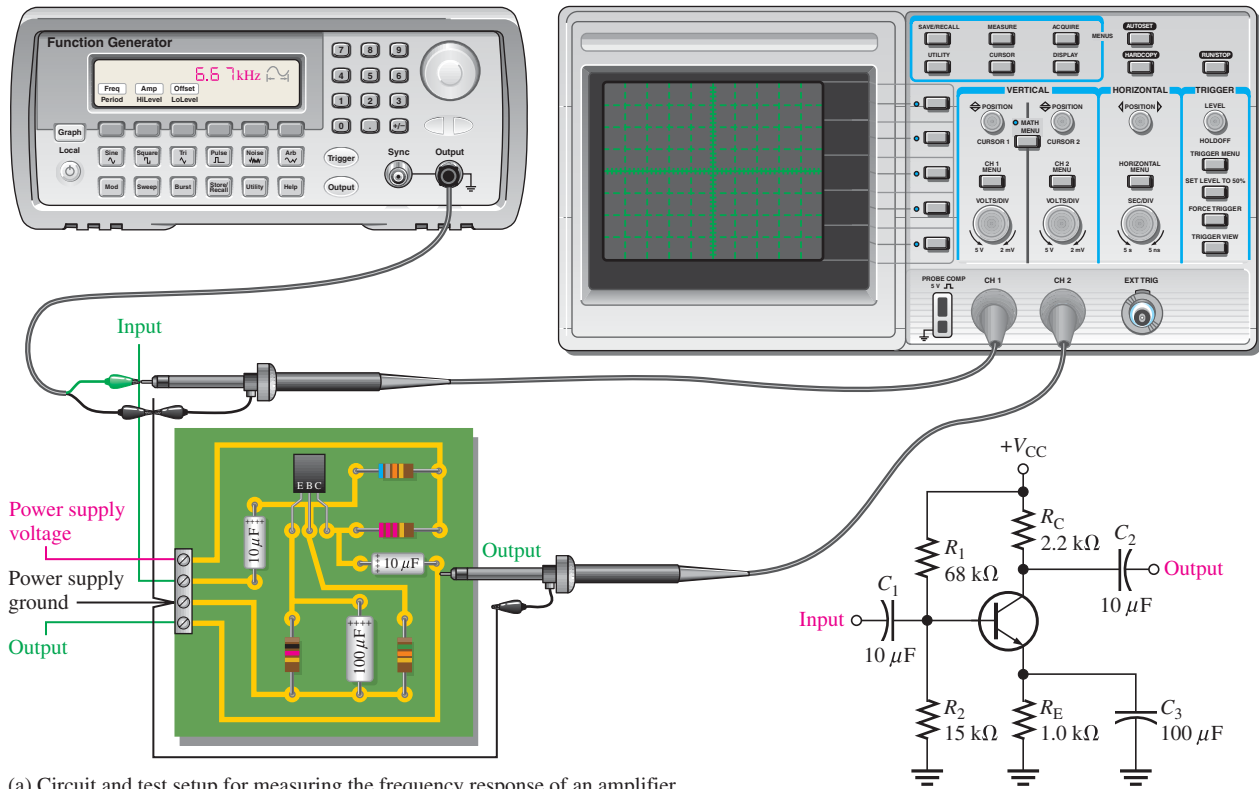 Function Generator
6.67kHz
Freq Amp Offset
Period HiLevel LoLevel
7 8 9
4 5 6
1 2 3
0 . +/−
Graph
Local
Sine Square Tri Pulse Noise Arb
Mod Sweep Burst Store/Recall Utility Help
Trigger
Output
Sync Output
SAVE/RECALL MEASURE ACQUIRE
MENUS
UTILITY CURSOR DISPLAY
AUTOSET
HARDCOPY RUN/STOP
VERTICAL HORIZONTAL TRIGGER
POSITION POSITION POSITION LEVEL
MATH MENU
CURSOR 1 CURSOR 2 HOLDOFF
TRIGGER MENU
CH 1 MENU CH 2 MENU HORIZONTAL MENU
SET LEVEL TO 50%
VOLTS/DIV VOLTS/DIV SEC/DIV
FORCE TRIGGER
TRIGGER VIEW
5 V 2 mV 5 V 2 mV 5 s 5 ns
PROBE COMP
5 V
CH 1 CH 2 EXT TRIG
Input
Power supply
voltage
Power supply
ground
Output
E B C
++++
10 μF
++++
10 μF
++++
100 μF
Output
+VCC
RC
2.2 kΩ
C2
Output
10 μF
R1
68 kΩ
C1
Input
10 μF
R2
15 kΩ
RE
1.0 kΩ
C3
100 μF
(a) Circuit and test setup for measuring the frequency response of an amplifier